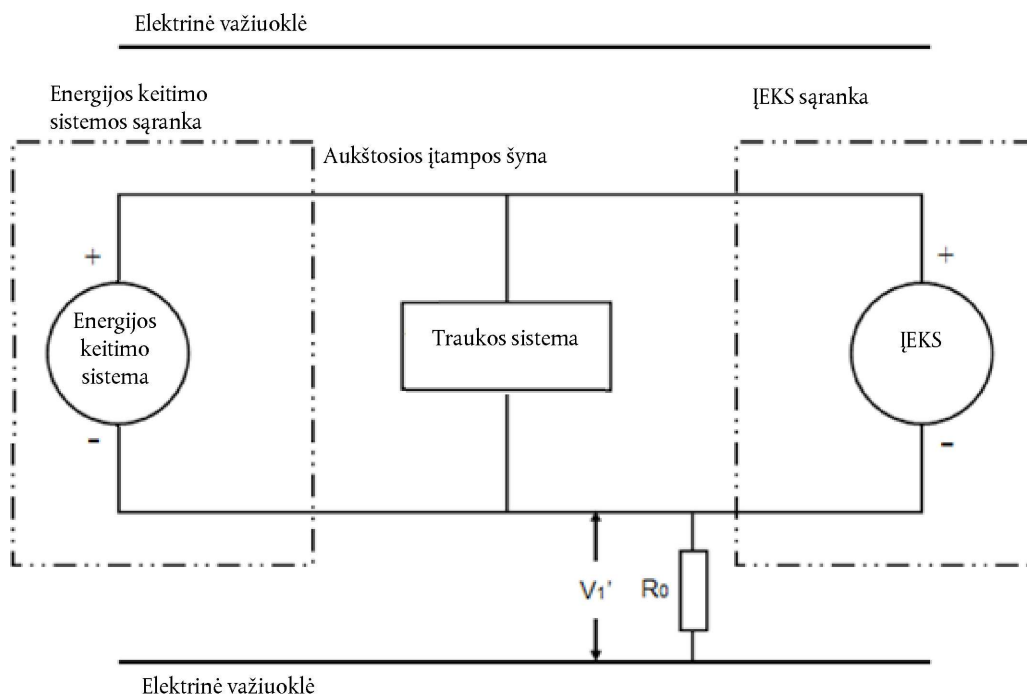 Elektrinė važiuoklė
Energijos keitimo
sistemos sąranka
ĮEKS sąranka
Aukštosios įtampos šyna
+
+
Energijos
keitimo
sistema
Traukos sistema
ĮEKS
-
-
V1'
R0
Elektrinė važiuoklė